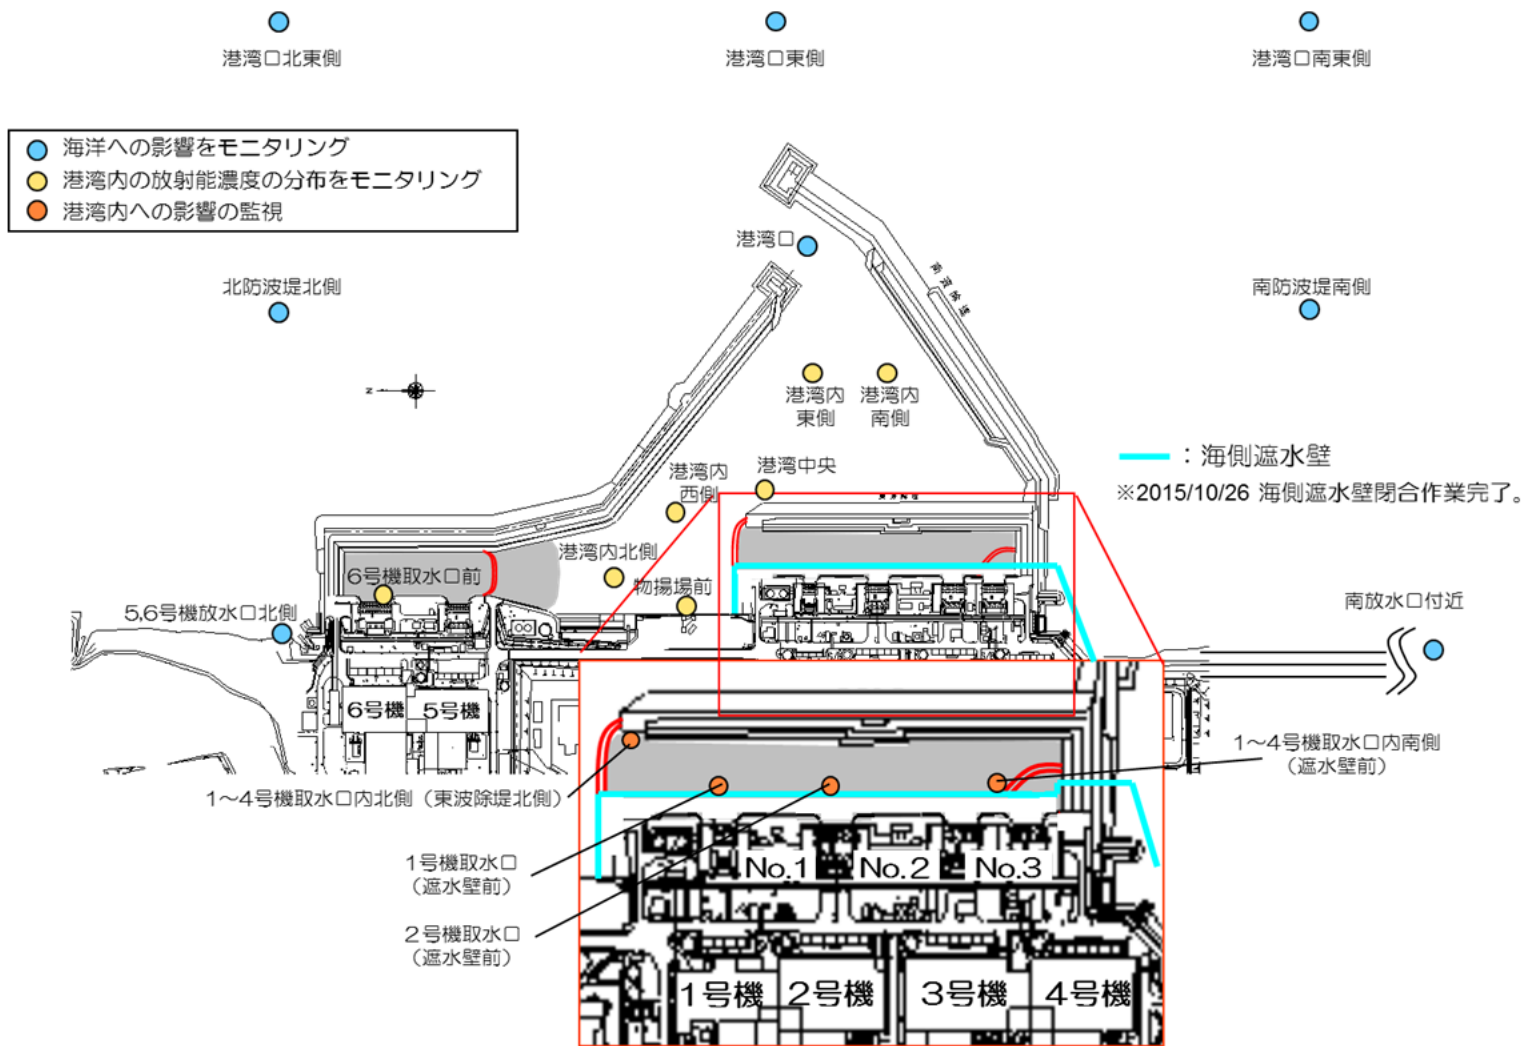 港湾口北東側
港湾口東側
港湾口南東側
海洋への影響をモニタリング
港湾内の放射能濃度の分布をモニタリング
港湾内への影響の監視
港湾口
北防波堤北側
南防波堤南側
N
港湾内
東側
港湾内
南側
港湾中央
港湾内
西側
：海側遮水壁
※2015/10/26 海側遮水壁閉合作業完了。
港湾内北側
6号機取水口前
物揚場前
5,6号機放水口北側
南放水口付近
6号機
5号機
1～4号機取水口内南側
（遮水壁前）
1～4号機取水口内北側（東波除堤北側）
1号機取水口
（遮水壁前）
No.1
No.2
No.3
2号機取水口
（遮水壁前）
1号機
2号機
3号機
4号機